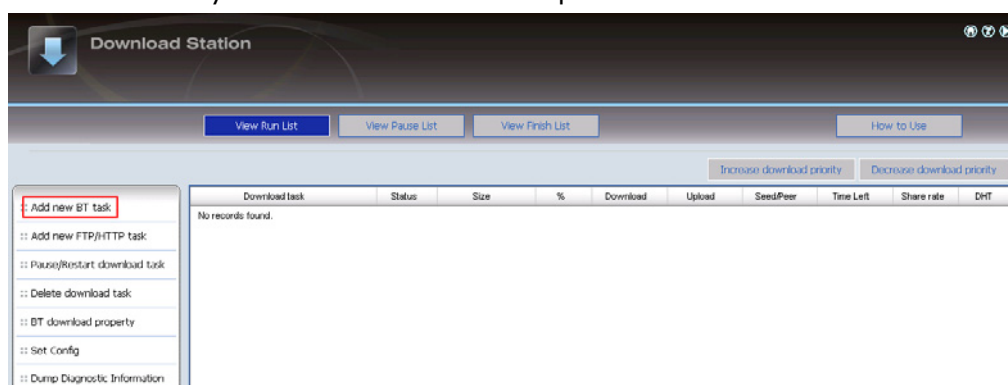 Download Station
View Run List View Pause List View Finish List How to Use
Increase download priority Decrease download priority
Download task Status Size % Download Upload Seed/Peer Time Left Share rate DHT
No records found.
:: Add new BT task
:: Add new FTP/HTTP task
:: Pause/Restart download task
:: Delete download task
:: BT download property
:: Set Config
:: Dump Diagnostic Information